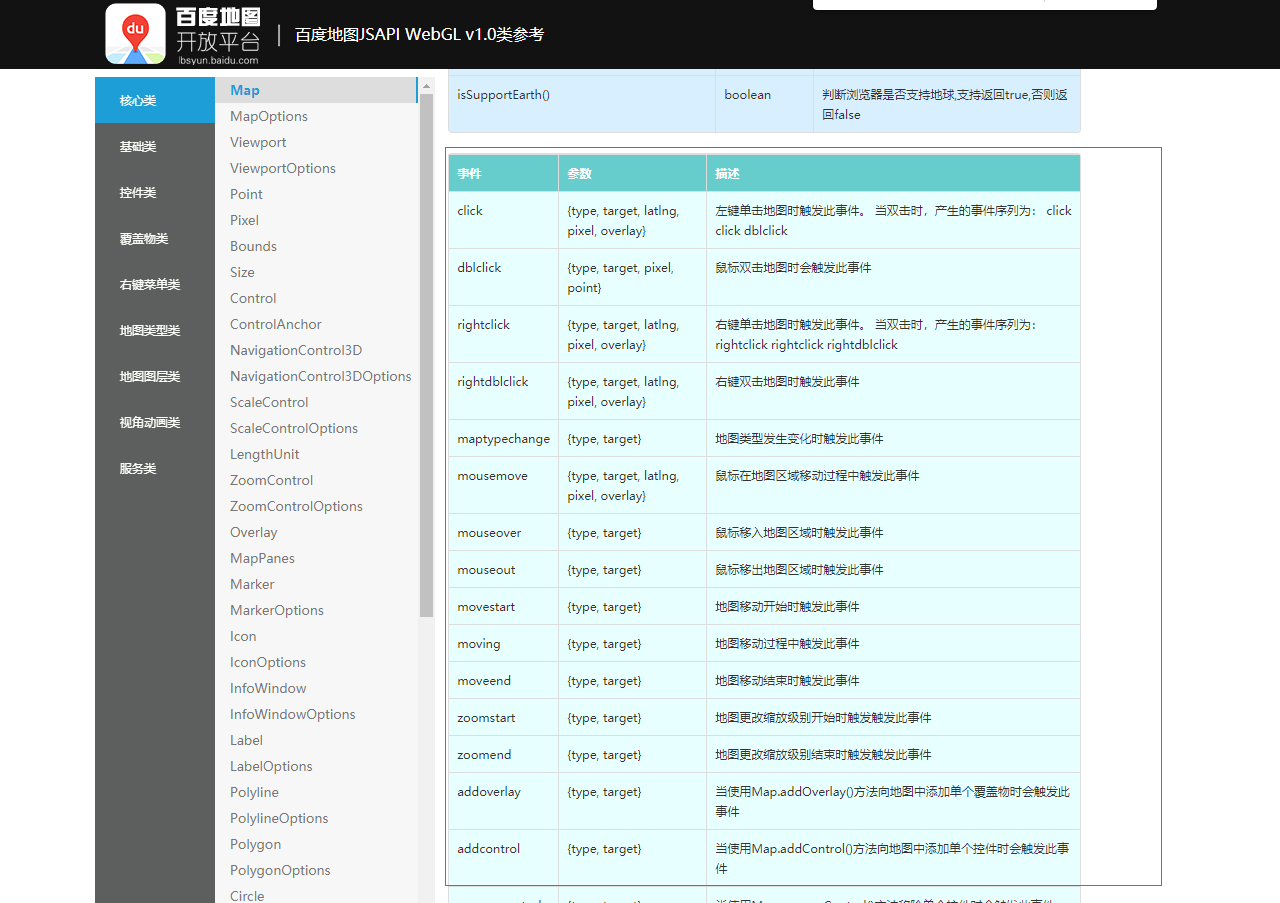 du
百度地图
开放平台
lbsyun.baidu.com
百度地图JSAPI WebGL v1.0类参考
核心类
基础类
控件类
覆盖物类
右键菜单类
地图类型类
地图图层类
视角动画类
服务类
Map
MapOptions
Viewport
ViewportOptions
Point
Pixel
Bounds
Size
Control
ControlAnchor
NavigationControl3D
NavigationControl3DOptions
ScaleControl
ScaleControlOptions
LengthUnit
ZoomControl
ZoomControlOptions
Overlay
MapPanes
Marker
MarkerOptions
Icon
IconOptions
InfoWindow
InfoWindowOptions
Label
LabelOptions
Polyline
PolylineOptions
Polygon
PolygonOptions
Circle
isSupportEarth() boolean 判断浏览器是否支持地球,支持返回true,否则返
回false
事件 参数 描述
click {type, target, latlng, 左键单击地图时触发此事件。 当双击时，产生的事件序列为： click
pixel, overlay} click dblclick
dblclick {type, target, pixel, 鼠标双击地图时会触发此事件
point}
rightclick {type, target, latlng, 右键单击地图时触发此事件。 当双击时，产生的事件序列为：
pixel, overlay} rightclick rightclick rightdblclick
rightdblclick {type, target, latlng, 右键双击地图时触发此事件
pixel, overlay}
maptypechange {type, target} 地图类型发生变化时触发此事件
mousemove {type, target, latlng, 鼠标在地图区域移动过程中触发此事件
pixel, overlay}
mouseover {type, target} 鼠标移入地图区域时触发此事件
mouseout {type, target} 鼠标移出地图区域时触发此事件
movestart {type, target} 地图移动开始时触发此事件
moving {type, target} 地图移动过程中触发此事件
moveend {type, target} 地图移动结束时触发此事件
zoomstart {type, target} 地图更改缩放级别开始时触发触发此事件
zoomend {type, target} 地图更改缩放级别结束时触发触发此事件
addoverlay {type, target} 当使用Map.addOverlay()方法向地图中添加单个覆盖物时会触发此
事件
addcontrol {type, target} 当使用Map.addControl()方法向地图中添加单个控件时会触发此事
件